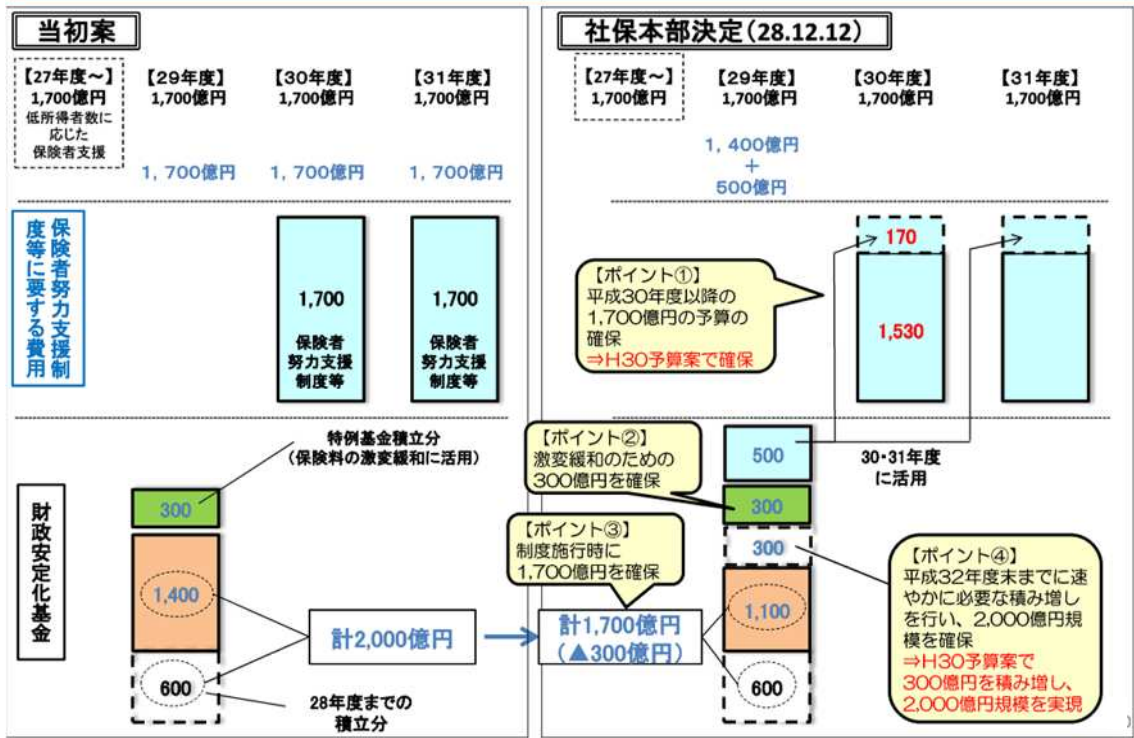 当初案
【27年度～】
1,700億円
低所得者数に
応じた
保険者支援
【29年度】
1,700億円
【30年度】
1,700億円
【31年度】
1,700億円
1,700億円
1,700億円
1,700億円
保険者努力支援制
度等に要する費用
1,700
保険者
努力支援
制度等
1,700
保険者
努力支援
制度等
財政安定化基金
特例基金積立分
(保険料の激変緩和に活用)
300
1,400
600
計2,000億円
28年度までの
積立分
社保本部決定(28.12.12)
【27年度～】
1,700億円
【29年度】
1,700億円
【30年度】
1,700億円
【31年度】
1,700億円
1,400億円
+
500億円
【ポイント①】
平成30年度以降の
1,700億円の予算の
確保
⇒H30予算案で確保
170
1,530
【ポイント②】
激変緩和のための
300億円を確保
500
30・31年度
に活用
300
【ポイント③】
制度施行時に
1,700億円を確保
300
計1,700億円
(▲300億円)
1,100
600
【ポイント④】
平成32年度末までに速
やかに必要な積み増し
を行い、2,000億円規
模を確保
⇒H30予算案で
300億円を積み増し、
2,000億円規模を実現